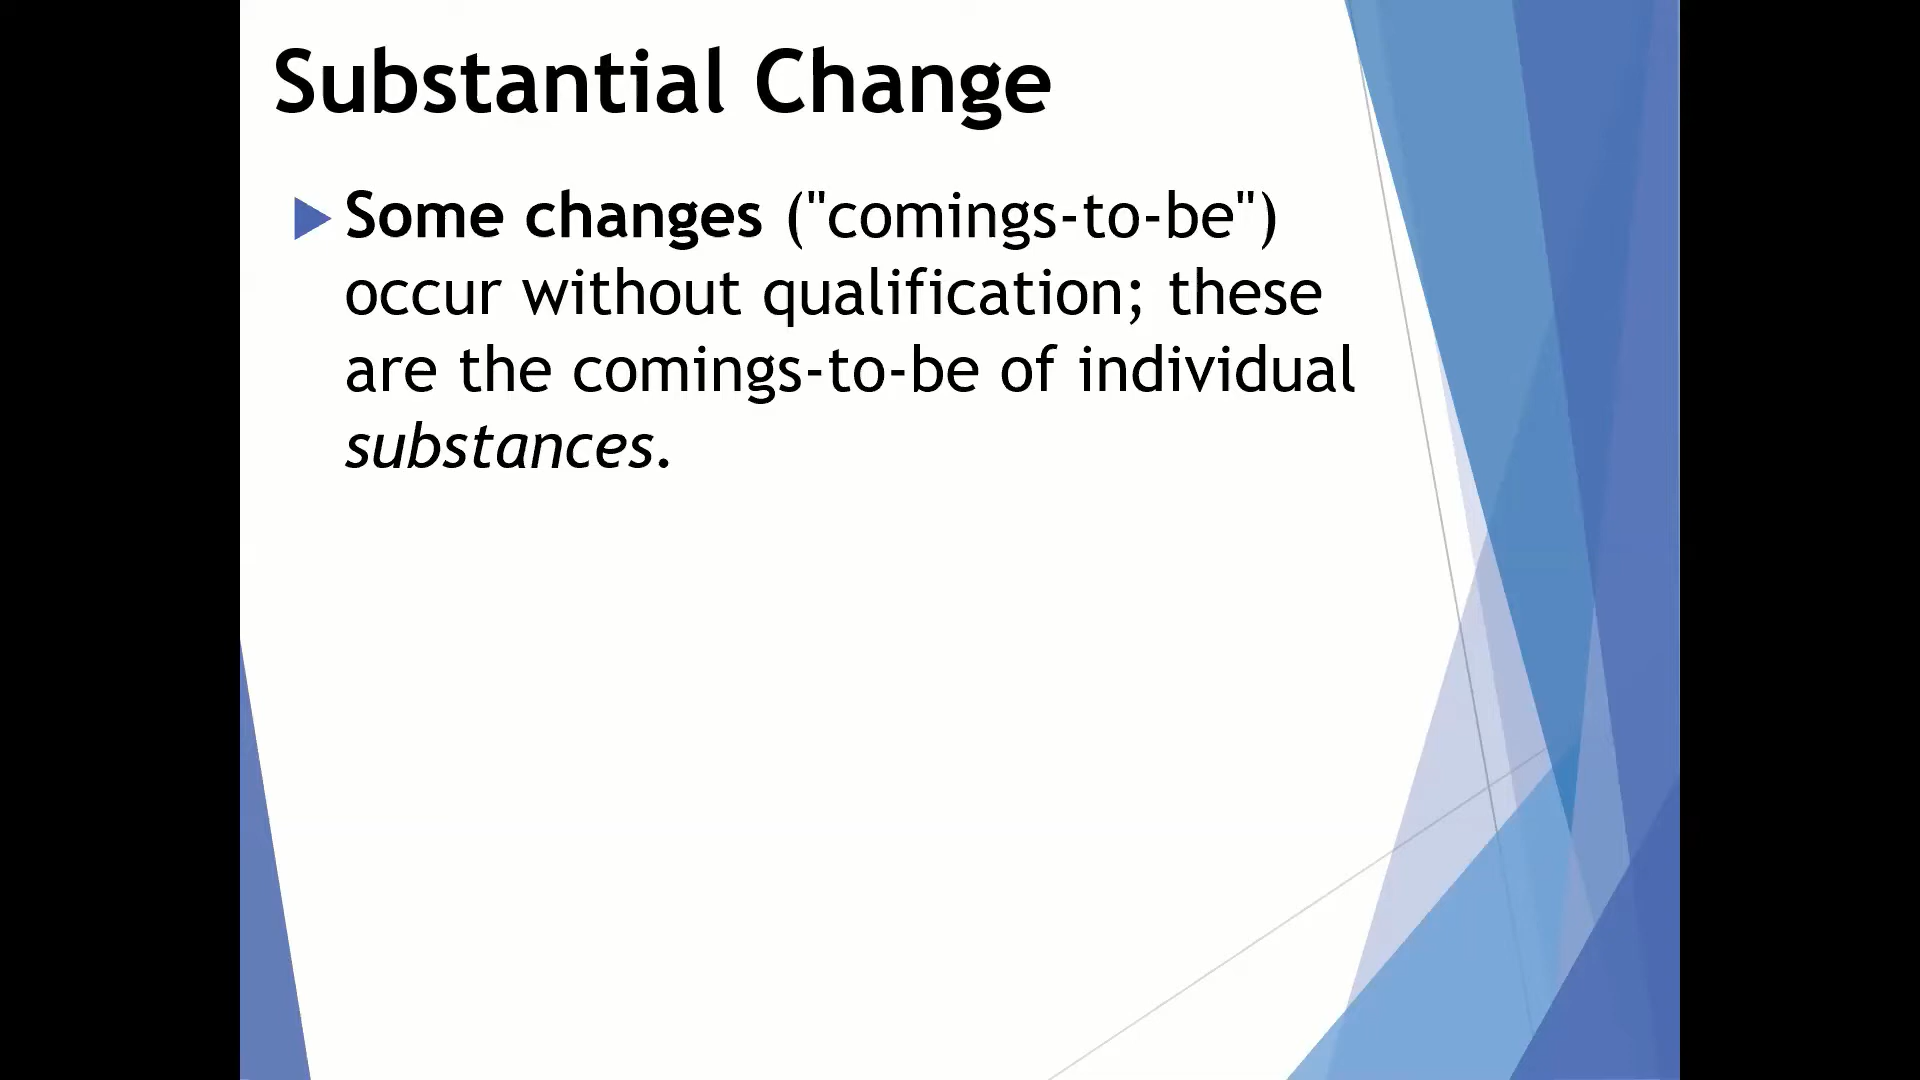 Substantial Change
Some changes ("comings-to-be")
occur without qualification; these
are the comings-to-be of individual
substances.